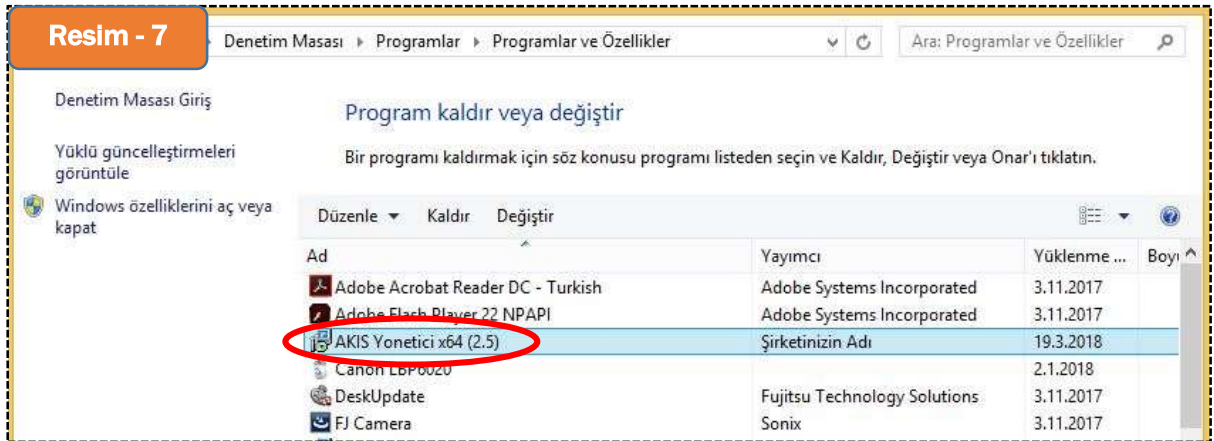 Resim - 7
Denetim Masası ▸ Programlar ▸ Programlar ve Özellikler
Ara: Programlar ve Özellikler
Denetim Masası Giriş
Yüklü güncelleştirmeleri
görüntüle
Windows özelliklerini aç veya
kapat
Program kaldır veya değiştir
Bir programı kaldırmak için söz konusu programı listeden seçin ve Kaldır, Değiştir veya Onar'ı tıklatın.
Düzenle Kaldır Değiştir
Ad Yayımcı Yüklenme ... Boyu
Adobe Acrobat Reader DC - Turkish Adobe Systems Incorporated 3.11.2017
Adobe Flash Player 22 NPAPI Adobe Systems Incorporated 3.11.2017
AKIS Yonetici x64 (2.5) Şirketinizin Adı 19.3.2018
Canon LBP6020 2.1.2018
DeskUpdate Fujitsu Technology Solutions 3.11.2017
FJ Camera Sonix 3.11.2017